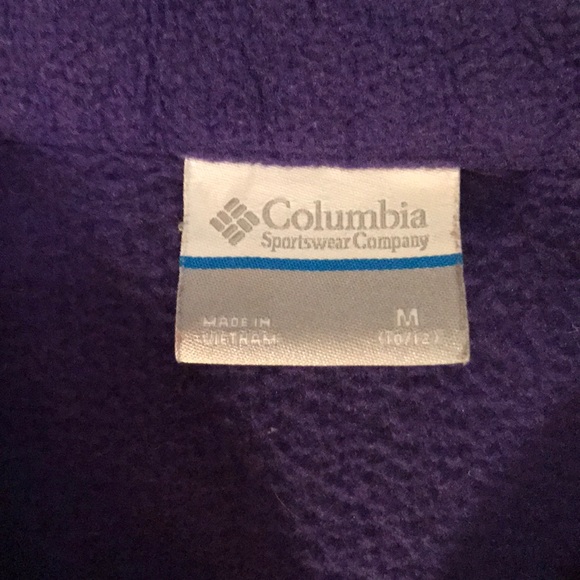 Columbia
Sportswear Company
MADE IN
VIETNAM
M
(10/12)